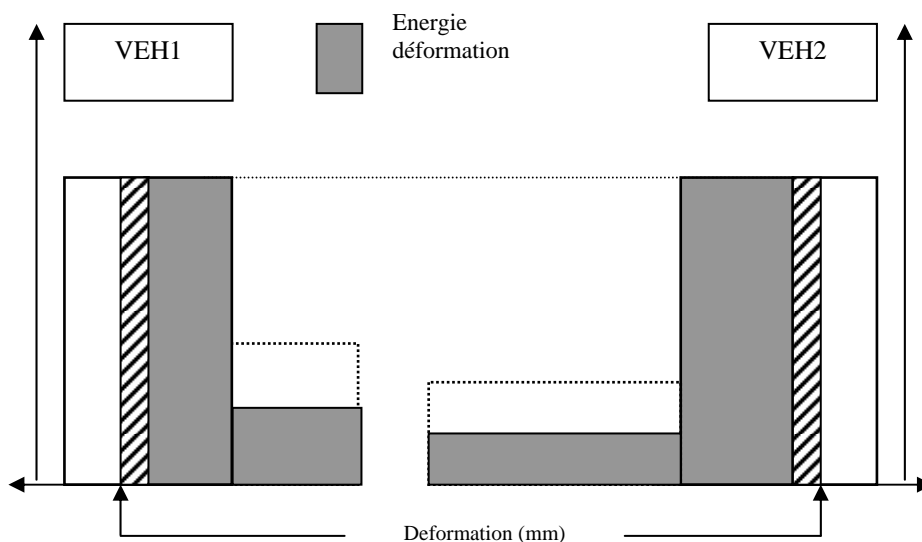 VEH1
Energie
déformation
VEH2
Deformation (mm)